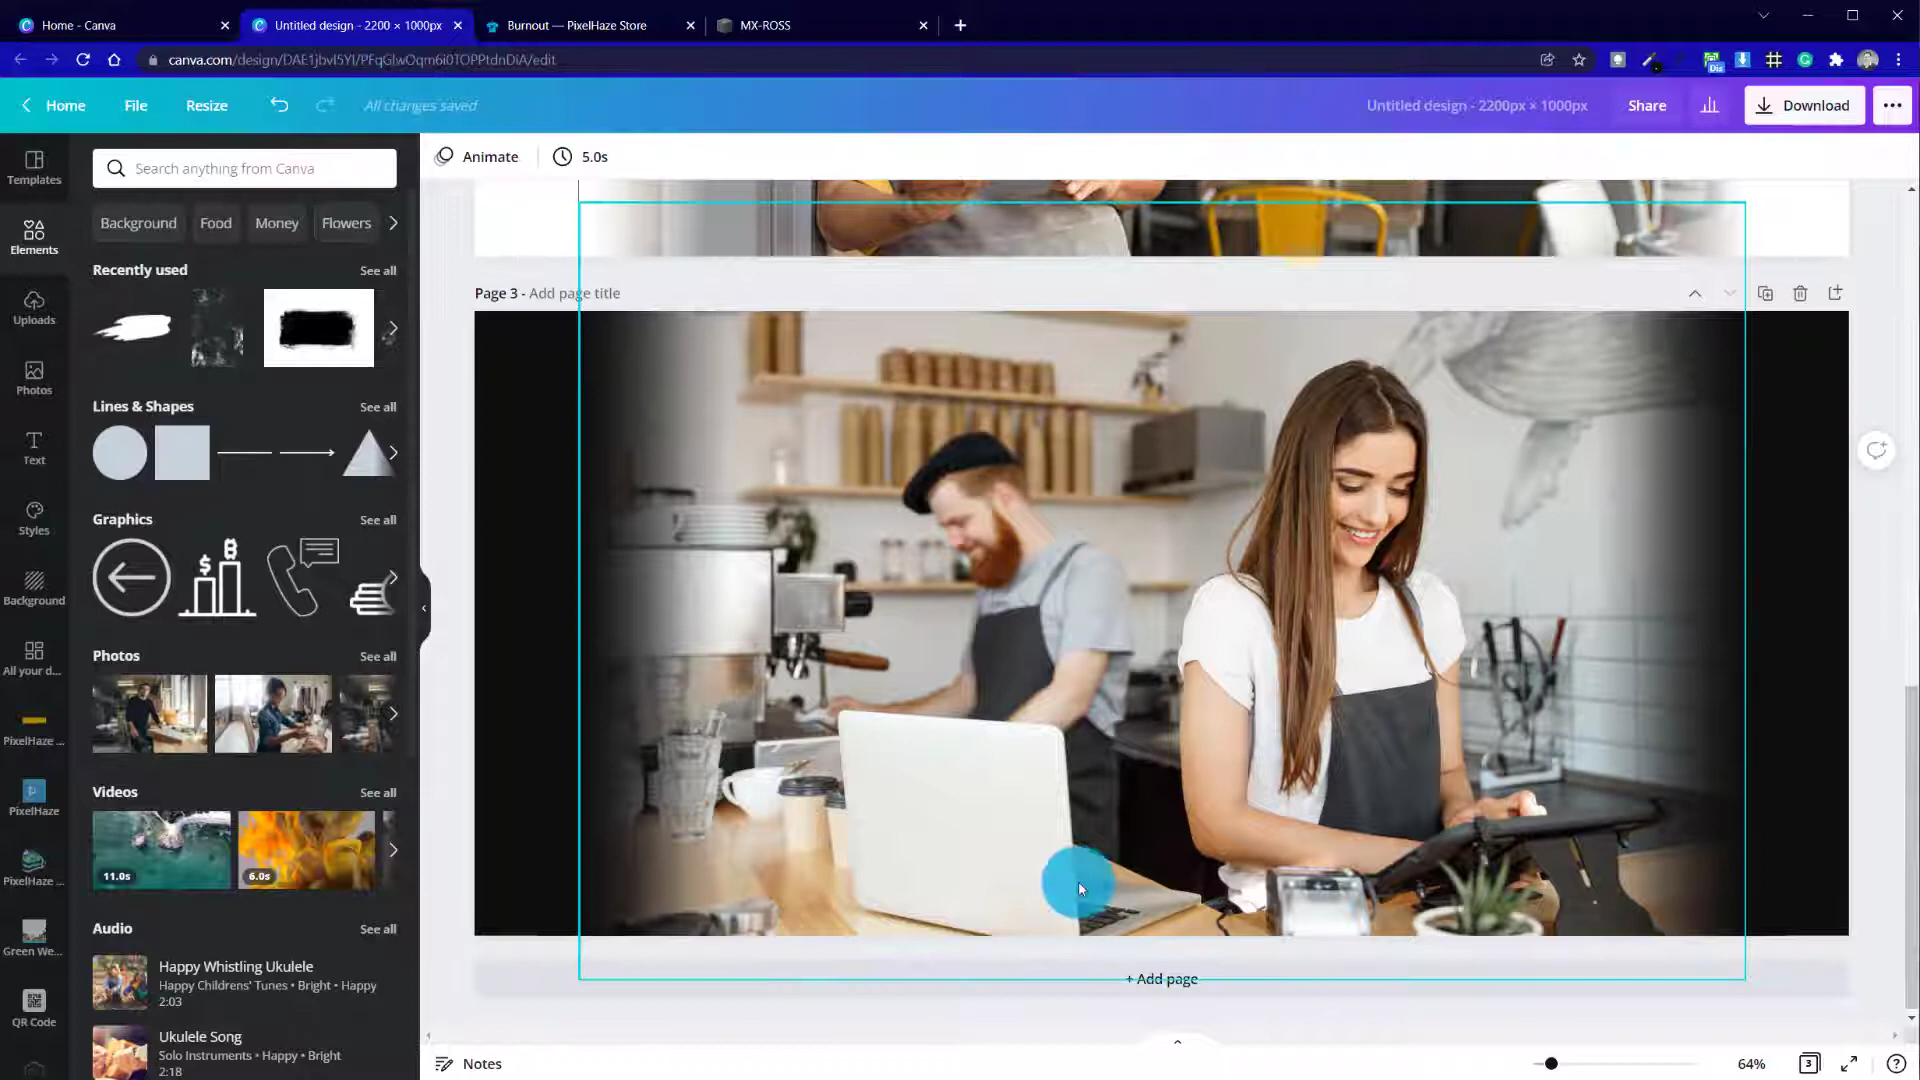 Home - Canva
Untitled design - 2200 × 1000px
Burnout — PixelHaze Store
MX-ROSS
canva.com/design/DAE1jbvI5YI/PFqGlwOqm6i0TOPPtdnDiA/edit
Diz
Home
File
Resize
All changes saved
Untitled design - 2200px × 1000px
Share
Download
Templates
Elements
Uploads
Photos
Text
Styles
Background
All your d...
PixelHaze ...
PixelHaze
PixelHaze ...
Green We...
QR Code
Search anything from Canva
Background
Food
Money
Flowers
Recently used
See all
Lines & Shapes
See all
Graphics
See all
Photos
See all
Videos
See all
11.0s
6.0s
Audio
See all
Happy Whistling Ukulele
Happy Childrens' Tunes • Bright • Happy
2:03
Ukulele Song
Solo Instruments • Happy • Bright
2:18
Animate
5.0s
Page 3 - Add page title
+ Add page
Notes
64%
3